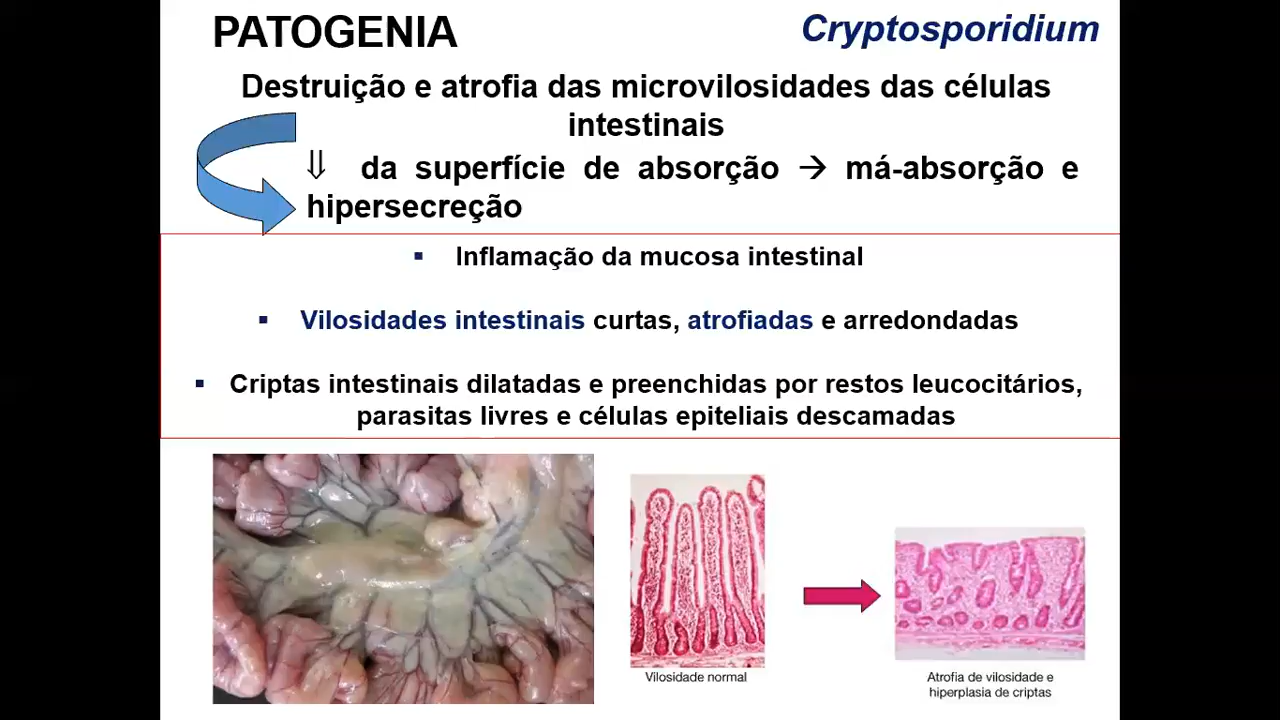 PATOGENIA
Cryptosporidium
Destruição e atrofia das microvilosidades das células
intestinais
⇓ da superfície de absorção → má-absorção e
hipersecreção
▪ Inflamação da mucosa intestinal
▪ Vilosidades intestinais curtas, atrofiadas e arredondadas
▪ Criptas intestinais dilatadas e preenchidas por restos leucocitários,
parasitas livres e células epiteliais descamadas
Vilosidade normal
Atrofia de vilosidade e
hiperplasia de criptas